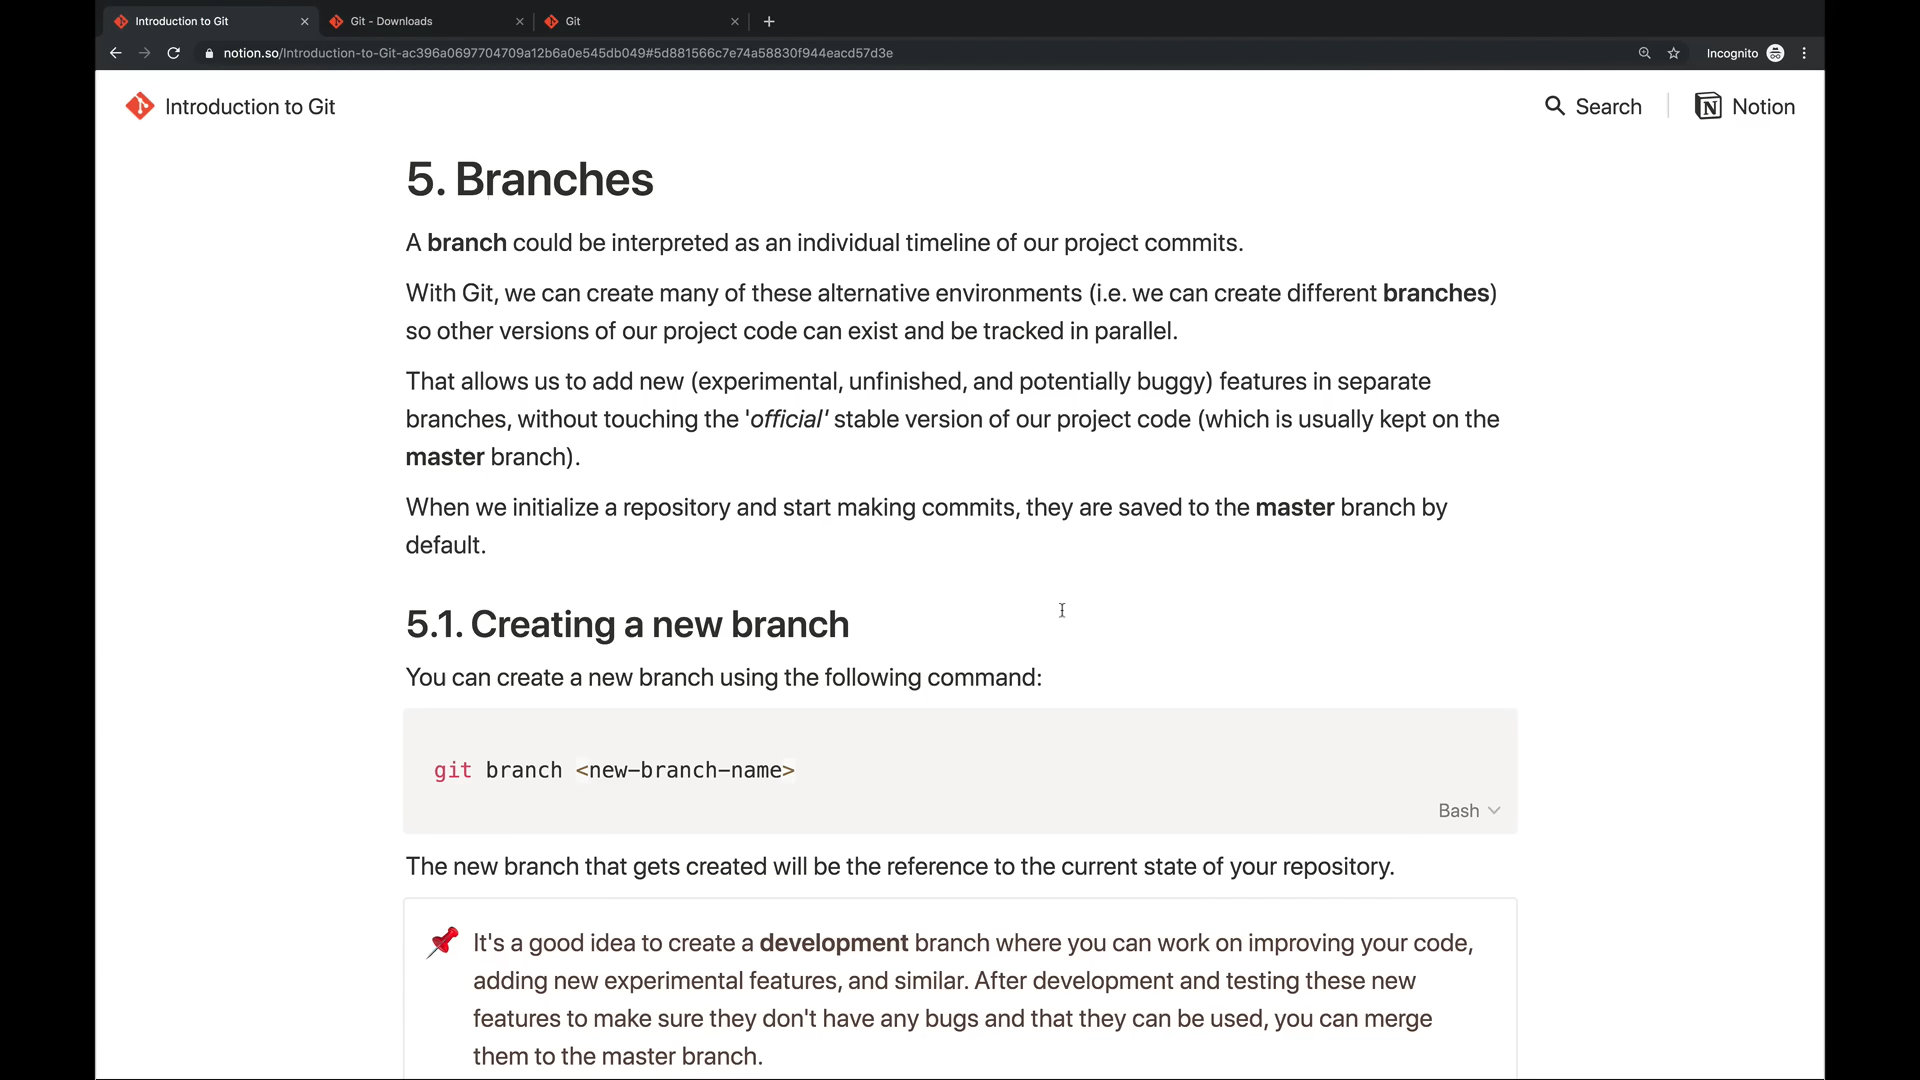 Introduction to Git
Git - Downloads
Git
notion.so/Introduction-to-Git-ac396a0697704709a12b6a0e545db049#5d881566c7e74a58830f944eacd57d3e
Incognito
Introduction to Git
Search
Notion
5. Branches
A branch could be interpreted as an individual timeline of our project commits.
With Git, we can create many of these alternative environments (i.e. we can create different branches)
so other versions of our project code can exist and be tracked in parallel.
That allows us to add new (experimental, unfinished, and potentially buggy) features in separate
branches, without touching the 'official' stable version of our project code (which is usually kept on the
master branch).
When we initialize a repository and start making commits, they are saved to the master branch by
default.
5.1. Creating a new branch
You can create a new branch using the following command:
git branch <new-branch-name>
Bash
The new branch that gets created will be the reference to the current state of your repository.
It's a good idea to create a development branch where you can work on improving your code,
adding new experimental features, and similar. After development and testing these new
features to make sure they don't have any bugs and that they can be used, you can merge
them to the master branch.